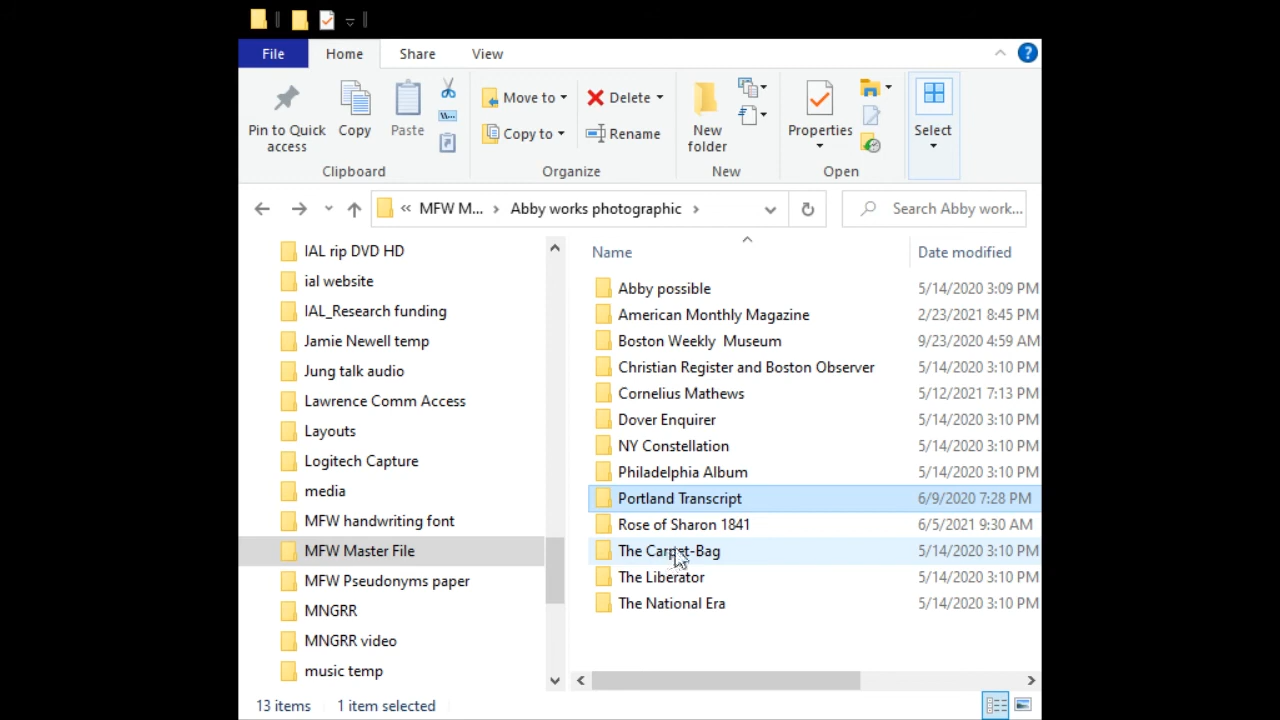 File Home Share View
Pin to Quick access
Copy
Paste
Move to
Copy to
Delete
Rename
New folder
Properties
Select
Clipboard Organize New Open
MFW M... Abby works photographic
Search Abby work...
IAL rip DVD HD
ial website
IAL_Research funding
Jamie Newell temp
Jung talk audio
Lawrence Comm Access
Layouts
Logitech Capture
media
MFW handwriting font
MFW Master File
MFW Pseudonyms paper
MNGRR
MNGRR video
music temp
Name Date modified
Abby possible 5/14/2020 3:09 PM
American Monthly Magazine 2/23/2021 8:45 PM
Boston Weekly  Museum 9/23/2020 4:59 AM
Christian Register and Boston Observer 5/14/2020 3:10 PM
Cornelius Mathews 5/12/2021 7:13 PM
Dover Enquirer 5/14/2020 3:10 PM
NY Constellation 5/14/2020 3:10 PM
Philadelphia Album 5/14/2020 3:10 PM
Portland Transcript 6/9/2020 7:28 PM
Rose of Sharon 1841 6/5/2021 9:30 AM
The Carpet-Bag 5/14/2020 3:10 PM
The Liberator 5/14/2020 3:10 PM
The National Era 5/14/2020 3:10 PM
13 items 1 item selected